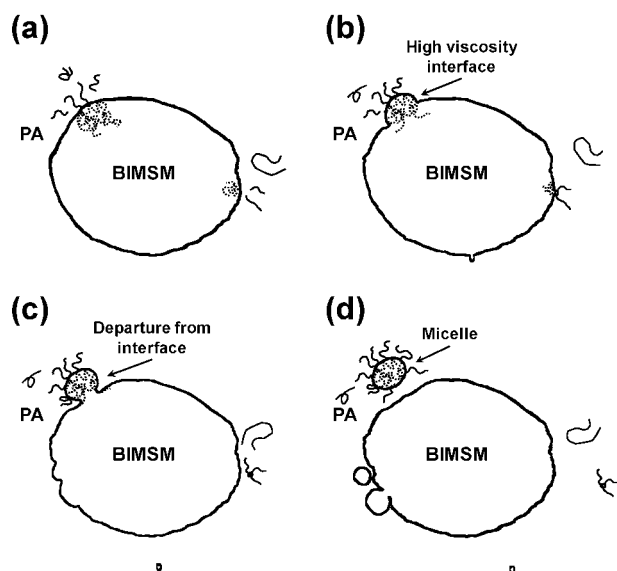 (a)
PA
BIMSM
(b)
High viscosity
interface
PA
BIMSM
(c)
Departure from
interface
PA
BIMSM
(d)
Micelle
PA
BIMSM